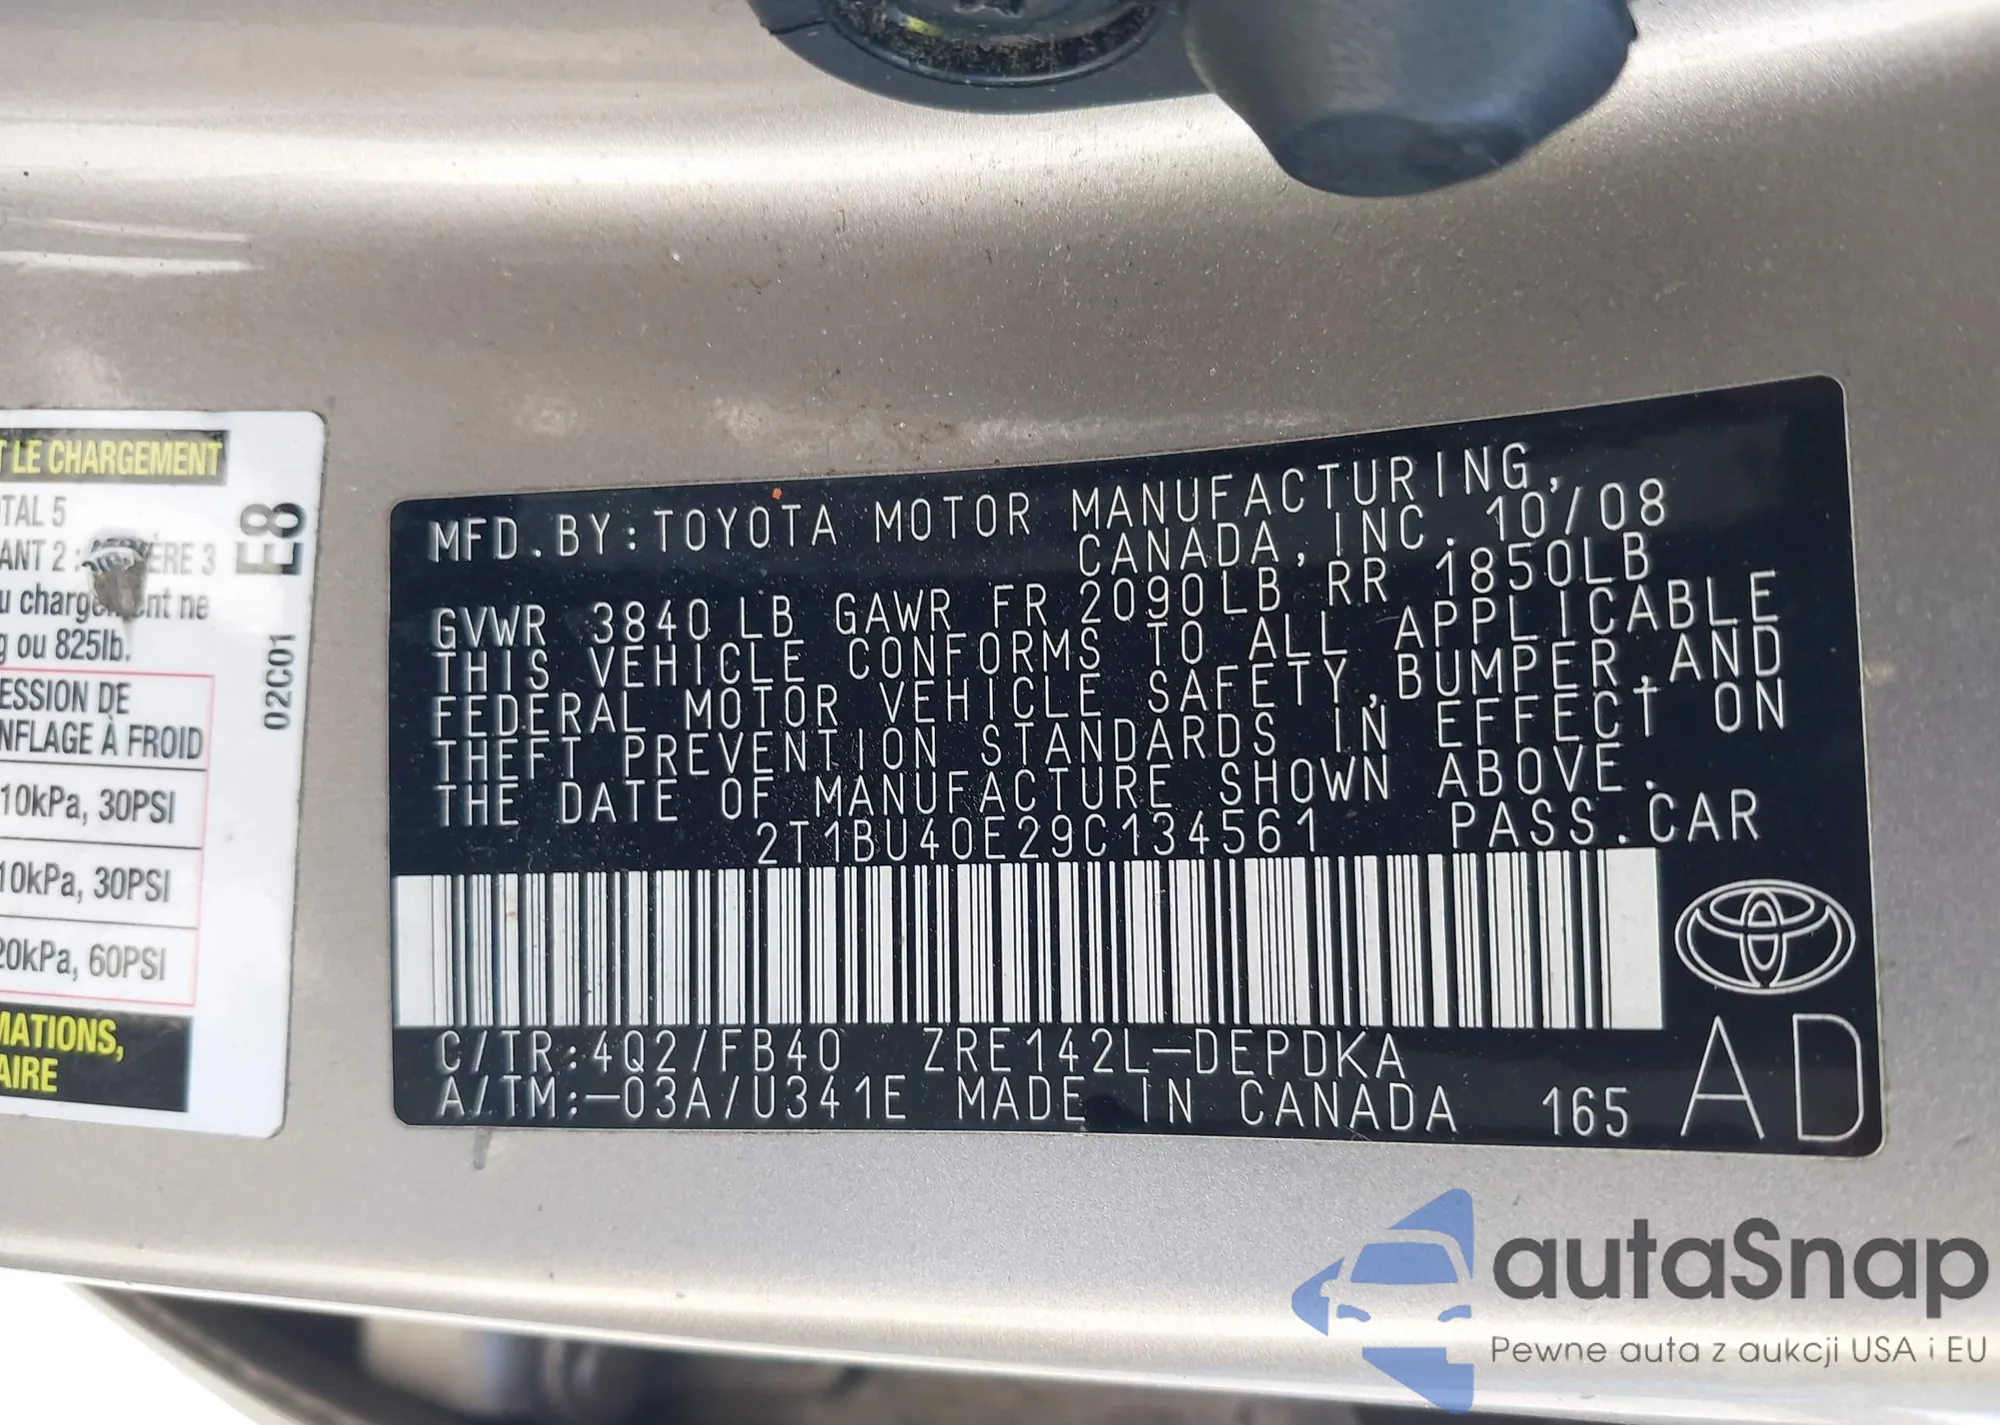 T LE CHARGEMENT
TAL 5
ANT 2 : ÈRE 3
u chargement ne
g ou 825lb.
ESSION DE
NFLAGE À FROID
10kPa, 30PSI
10kPa, 30PSI
20kPa, 60PSI
MATIONS,
AIRE
E8
02C01
MFD.BY:TOYOTA MOTOR MANUFACTURING,
CANADA,INC. 10/08
GVWR 3840 LB GAWR FR 2090LB RR 1850LB
THIS VEHICLE CONFORMS TO ALL APPLICABLE
FEDERAL MOTOR VEHICLE SAFETY,BUMPER,AND
THEFT PREVENTION STANDARDS IN EFFECT ON
THE DATE OF MANUFACTURE SHOWN ABOVE.
2T1BU40E29C134561 PASS.CAR
C/TR:4Q2/FB40 ZRE142L-DEPDKA
A/TM:-03A/U341E MADE IN CANADA 165
AD
autaSnap
Pewne auta z aukcji USA i EU